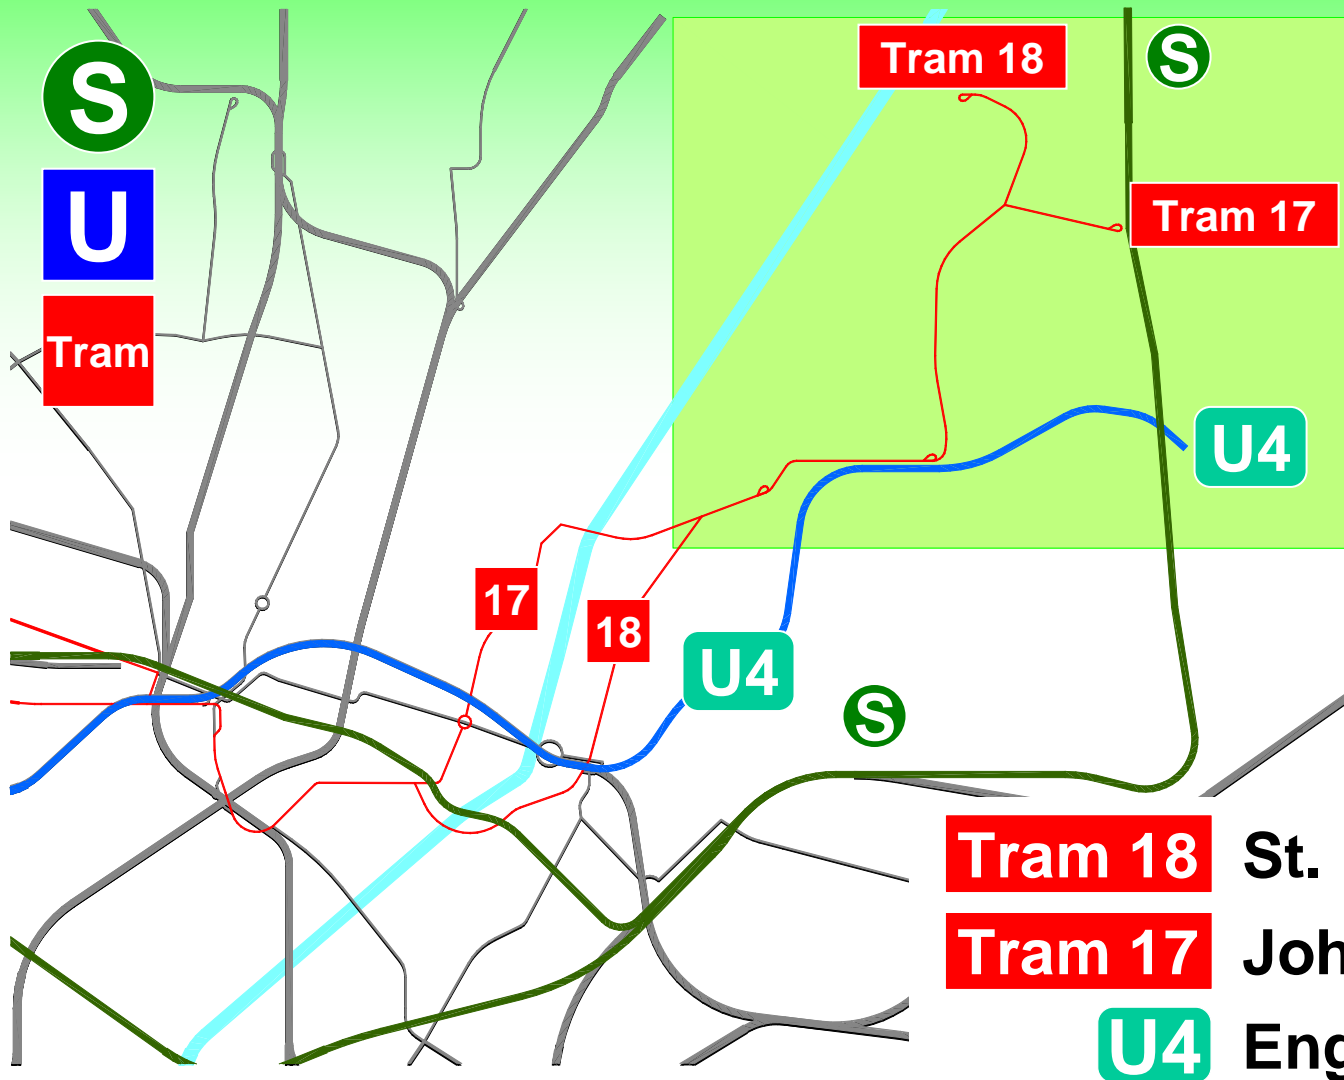 S
U
Tram
Tram 18
S
Tram 17
U4
17
18
U4
S
Tram 18 St.
Tram 17 Joh
U4 Eng